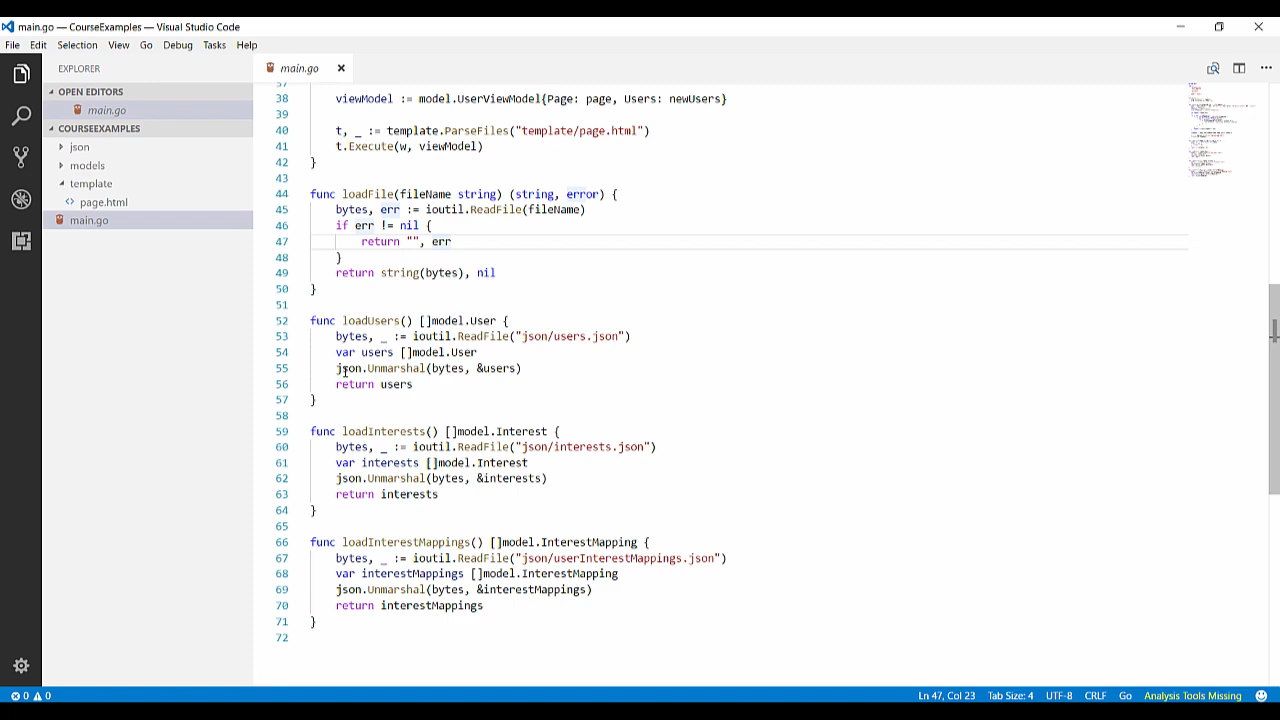 main.go — CourseExamples — Visual Studio Code
File Edit Selection View Go Debug Tasks Help
EXPLORER
OPEN EDITORS
main.go
COURSEEXAMPLES
json
models
template
page.html
main.go
main.go
37
38 viewModel := model.UserViewModel{Page: page, Users: newUsers}
39
40 t, _ := template.ParseFiles("template/page.html")
41 t.Execute(w, viewModel)
42 }
43
44 func loadFile(fileName string) (string, error) {
45 bytes, err := ioutil.ReadFile(fileName)
46 if err != nil {
47 return "", err
48 }
49 return string(bytes), nil
50 }
51
52 func loadUsers() []model.User {
53 bytes, _ := ioutil.ReadFile("json/users.json")
54 var users []model.User
55 json.Unmarshal(bytes, &users)
56 return users
57 }
58
59 func loadInterests() []model.Interest {
60 bytes, _ := ioutil.ReadFile("json/interests.json")
61 var interests []model.Interest
62 json.Unmarshal(bytes, &interests)
63 return interests
64 }
65
66 func loadInterestMappings() []model.InterestMapping {
67 bytes, _ := ioutil.ReadFile("json/userInterestMappings.json")
68 var interestMappings []model.InterestMapping
69 json.Unmarshal(bytes, &interestMappings)
70 return interestMappings
71 }
72
0 0 Ln 47, Col 23 Tab Size: 4 UTF-8 CRLF Go Analysis Tools Missing